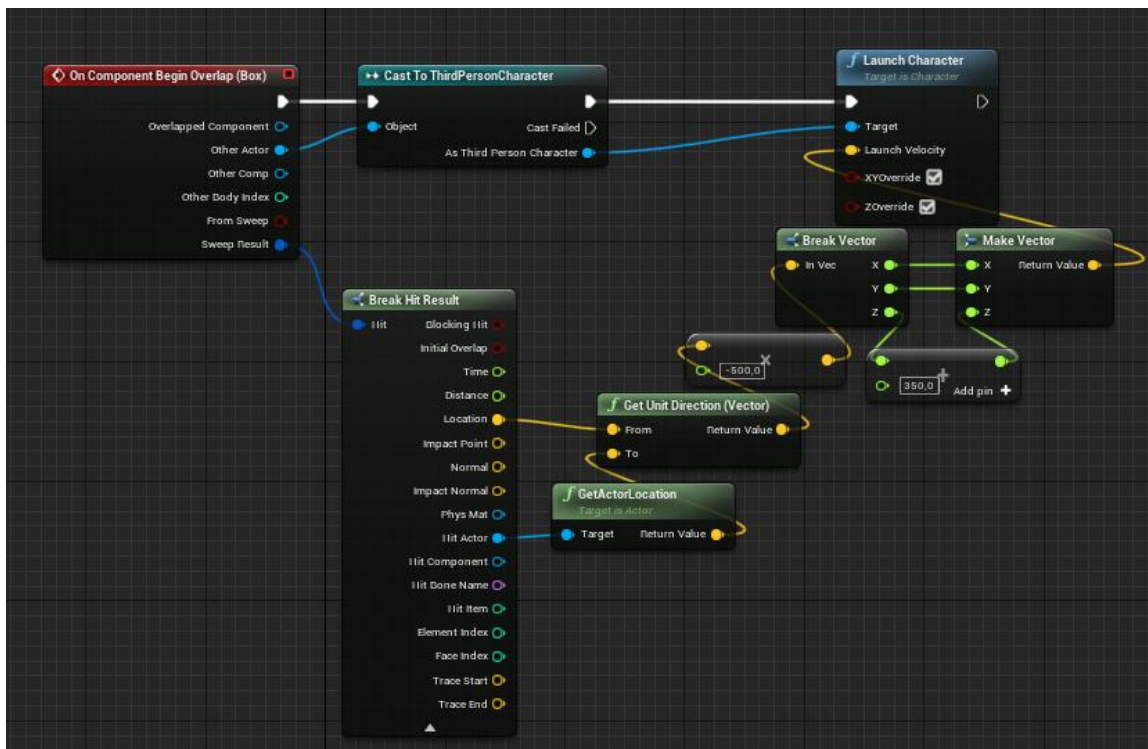 On Component Begin Overlap (Box)
Overlapped Component
Other Actor
Other Comp
Other Body Index
From Sweep
Sweep Result
Cast To ThirdPersonCharacter
Object
Cast Failed
As Third Person Character
Launch Character
Target is Character
Target
Launch Velocity
XYOverride
ZOverride
Break Vector
In Vec
X
Y
Z
Make Vector
X
Y
Z
Return Value
Break Hit Result
Hit
Blocking Hit
Initial Overlap
Time
Distance
Location
Impact Point
Normal
Impact Normal
Phys Mat
Hit Actor
Hit Component
Hit Bone Name
Hit Item
Element Index
Face Index
Trace Start
Trace End
-500,0
350,0
Add pin
Get Unit Direction (Vector)
From
To
Return Value
GetActorLocation
Target is Actor
Target
Return Value